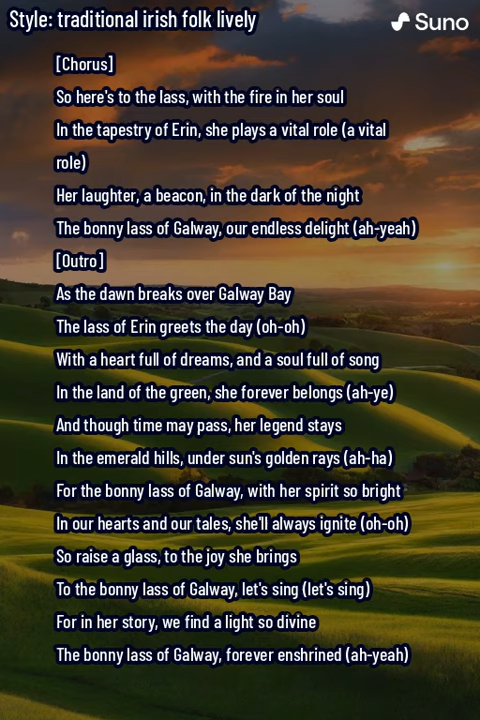 Style: traditional irish folk lively
Suno
[Chorus]
So here's to the lass, with the fire in her soul
In the tapestry of Erin, she plays a vital role (a vital
role)
Her laughter, a beacon, in the dark of the night
The bonny lass of Galway, our endless delight (ah-yeah)
[Outro]
As the dawn breaks over Galway Bay
The lass of Erin greets the day (oh-oh)
With a heart full of dreams, and a soul full of song
In the land of the green, she forever belongs (ah-ye)
And though time may pass, her legend stays
In the emerald hills, under sun's golden rays (ah-ha)
For the bonny lass of Galway, with her spirit so bright
In our hearts and our tales, she'll always ignite (oh-oh)
So raise a glass, to the joy she brings
To the bonny lass of Galway, let's sing (let's sing)
For in her story, we find a light so divine
The bonny lass of Galway, forever enshrined (ah-yeah)